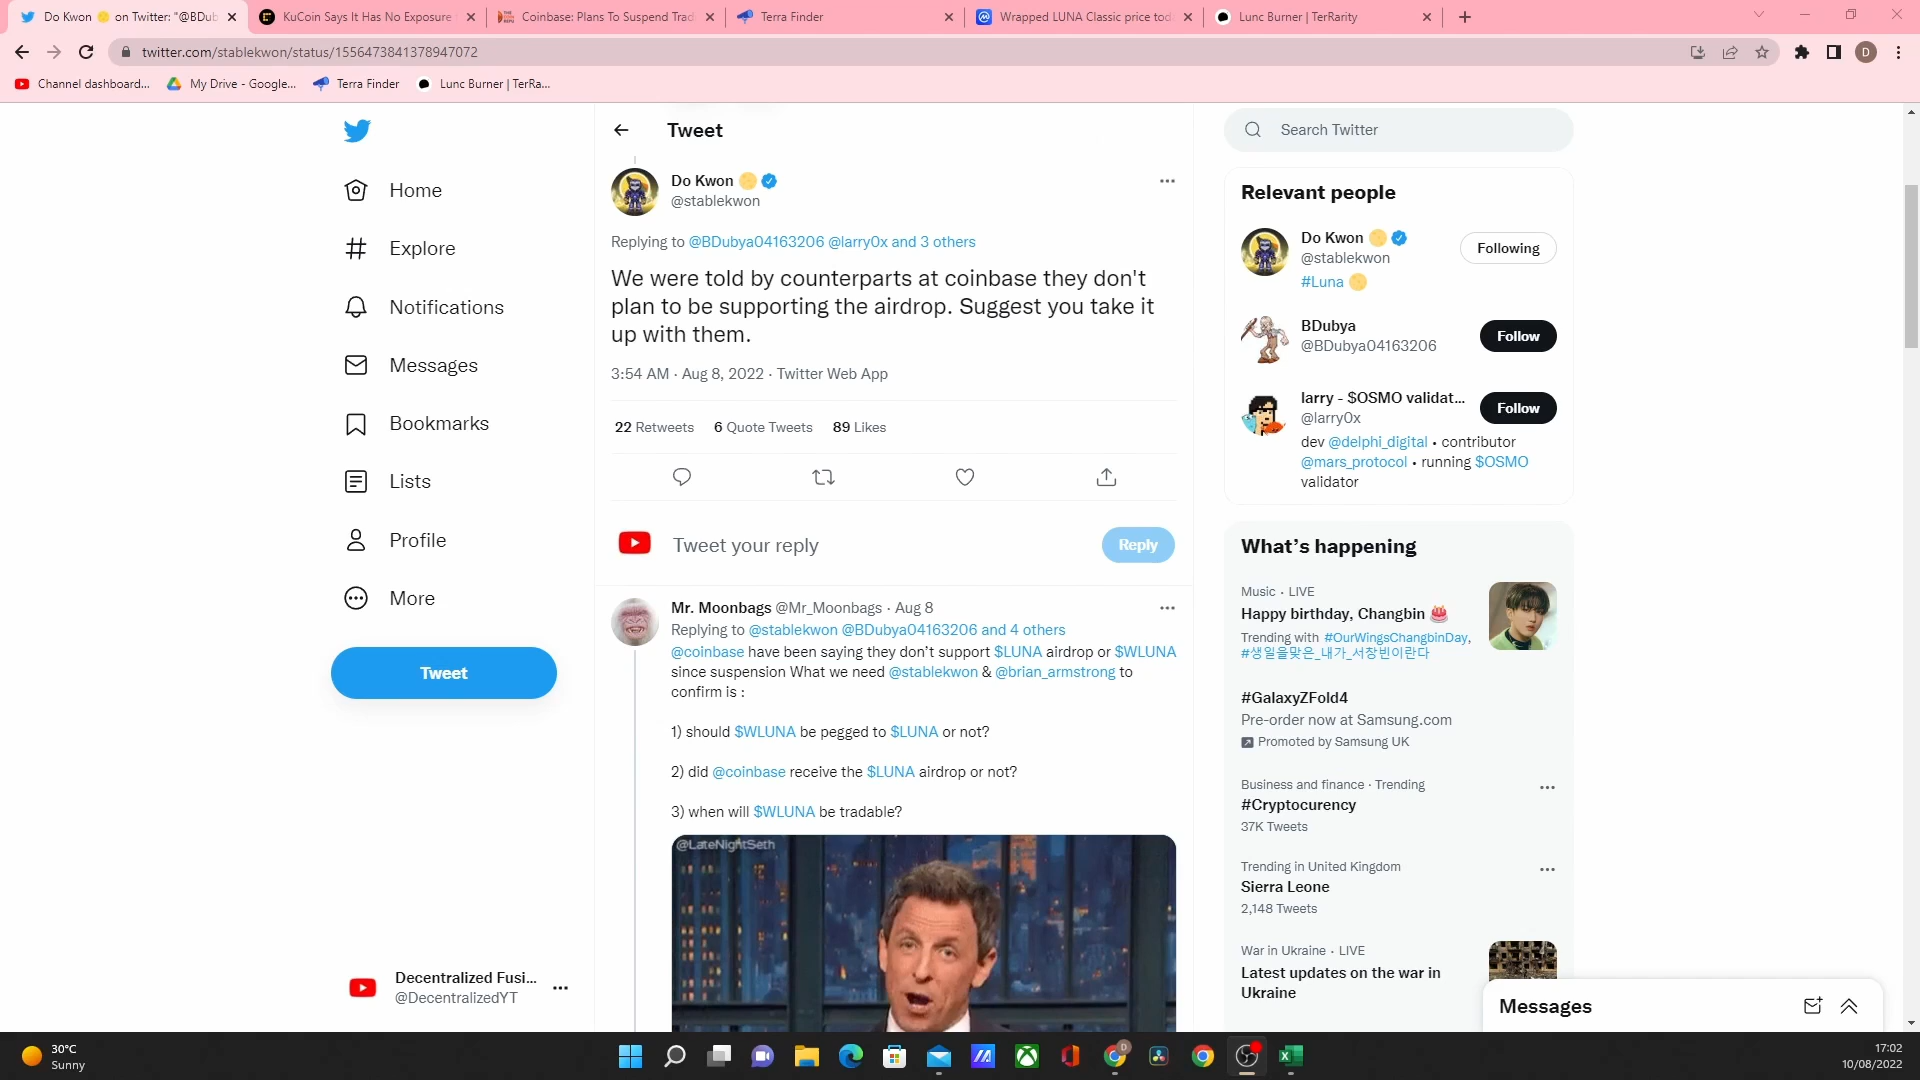 Do Kwon 🌕 on Twitter: "@BDub
KuCoin Says It Has No Exposure
Coinbase: Plans To Suspend Trad
Terra Finder
Wrapped LUNA Classic price tod
Lunc Burner | TerRarity
twitter.com/stablekwon/status/1556473841378947072
D
Channel dashboard...
My Drive - Google...
Terra Finder
Lunc Burner | TerRa...
Home
Explore
Notifications
Messages
Bookmarks
Lists
Profile
More
Tweet
Decentralized Fusi...
@DecentralizedYT
Tweet
Do Kwon 🌕
@stablekwon
Replying to @BDubya04163206 @larry0x and 3 others
We were told by counterparts at coinbase they don't
plan to be supporting the airdrop. Suggest you take it
up with them.
3:54 AM · Aug 8, 2022 · Twitter Web App
22 Retweets 6 Quote Tweets 89 Likes
Tweet your reply
Reply
Mr. Moonbags @Mr_Moonbags · Aug 8
Replying to @stablekwon @BDubya04163206 and 4 others
@coinbase have been saying they don’t support $LUNA airdrop or $WLUNA
since suspension What we need @stablekwon & @brian_armstrong to
confirm is :
1) should $WLUNA be pegged to $LUNA or not?
2) did @coinbase receive the $LUNA airdrop or not?
3) when will $WLUNA be tradable?
@LateNightSeth
Search Twitter
Relevant people
Do Kwon 🌕
@stablekwon
Following
#Luna 🌕
BDubya
@BDubya04163206
Follow
larry - $OSMO validat...
@larry0x
Follow
dev @delphi_digital • contributor
@mars_protocol • running $OSMO
validator
What’s happening
Music · LIVE
Happy birthday, Changbin 🎂
Trending with #OurWingsChangbinDay,
#생일을맞은_내가_서창빈이란다
#GalaxyZFold4
Pre-order now at Samsung.com
Promoted by Samsung UK
Business and finance · Trending
#Cryptocurency
37K Tweets
Trending in United Kingdom
Sierra Leone
2,148 Tweets
War in Ukraine · LIVE
Latest updates on the war in
Ukraine
Messages
30°C
Sunny
17:02
10/08/2022